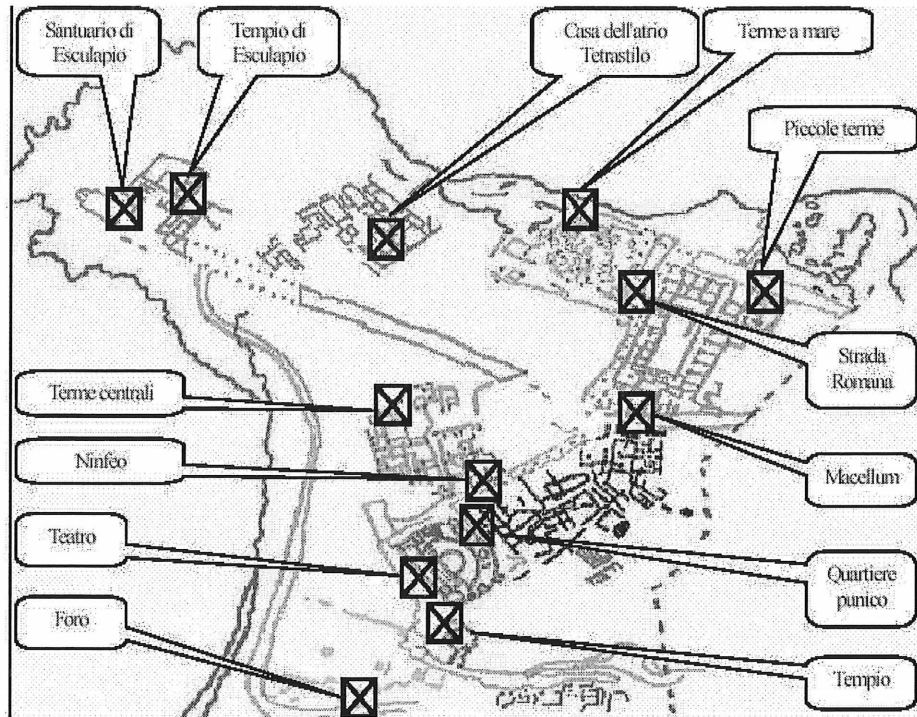 Santuario di
Esculapio
Tempio di
Esculapio
Casa dell'atrio
Tetrastilo
Terme a mare
Piccole terme
Strada
Romana
Terme centrali
Ninfeo
Macellum
Teatro
Quartiere
punico
Foro
Tempio